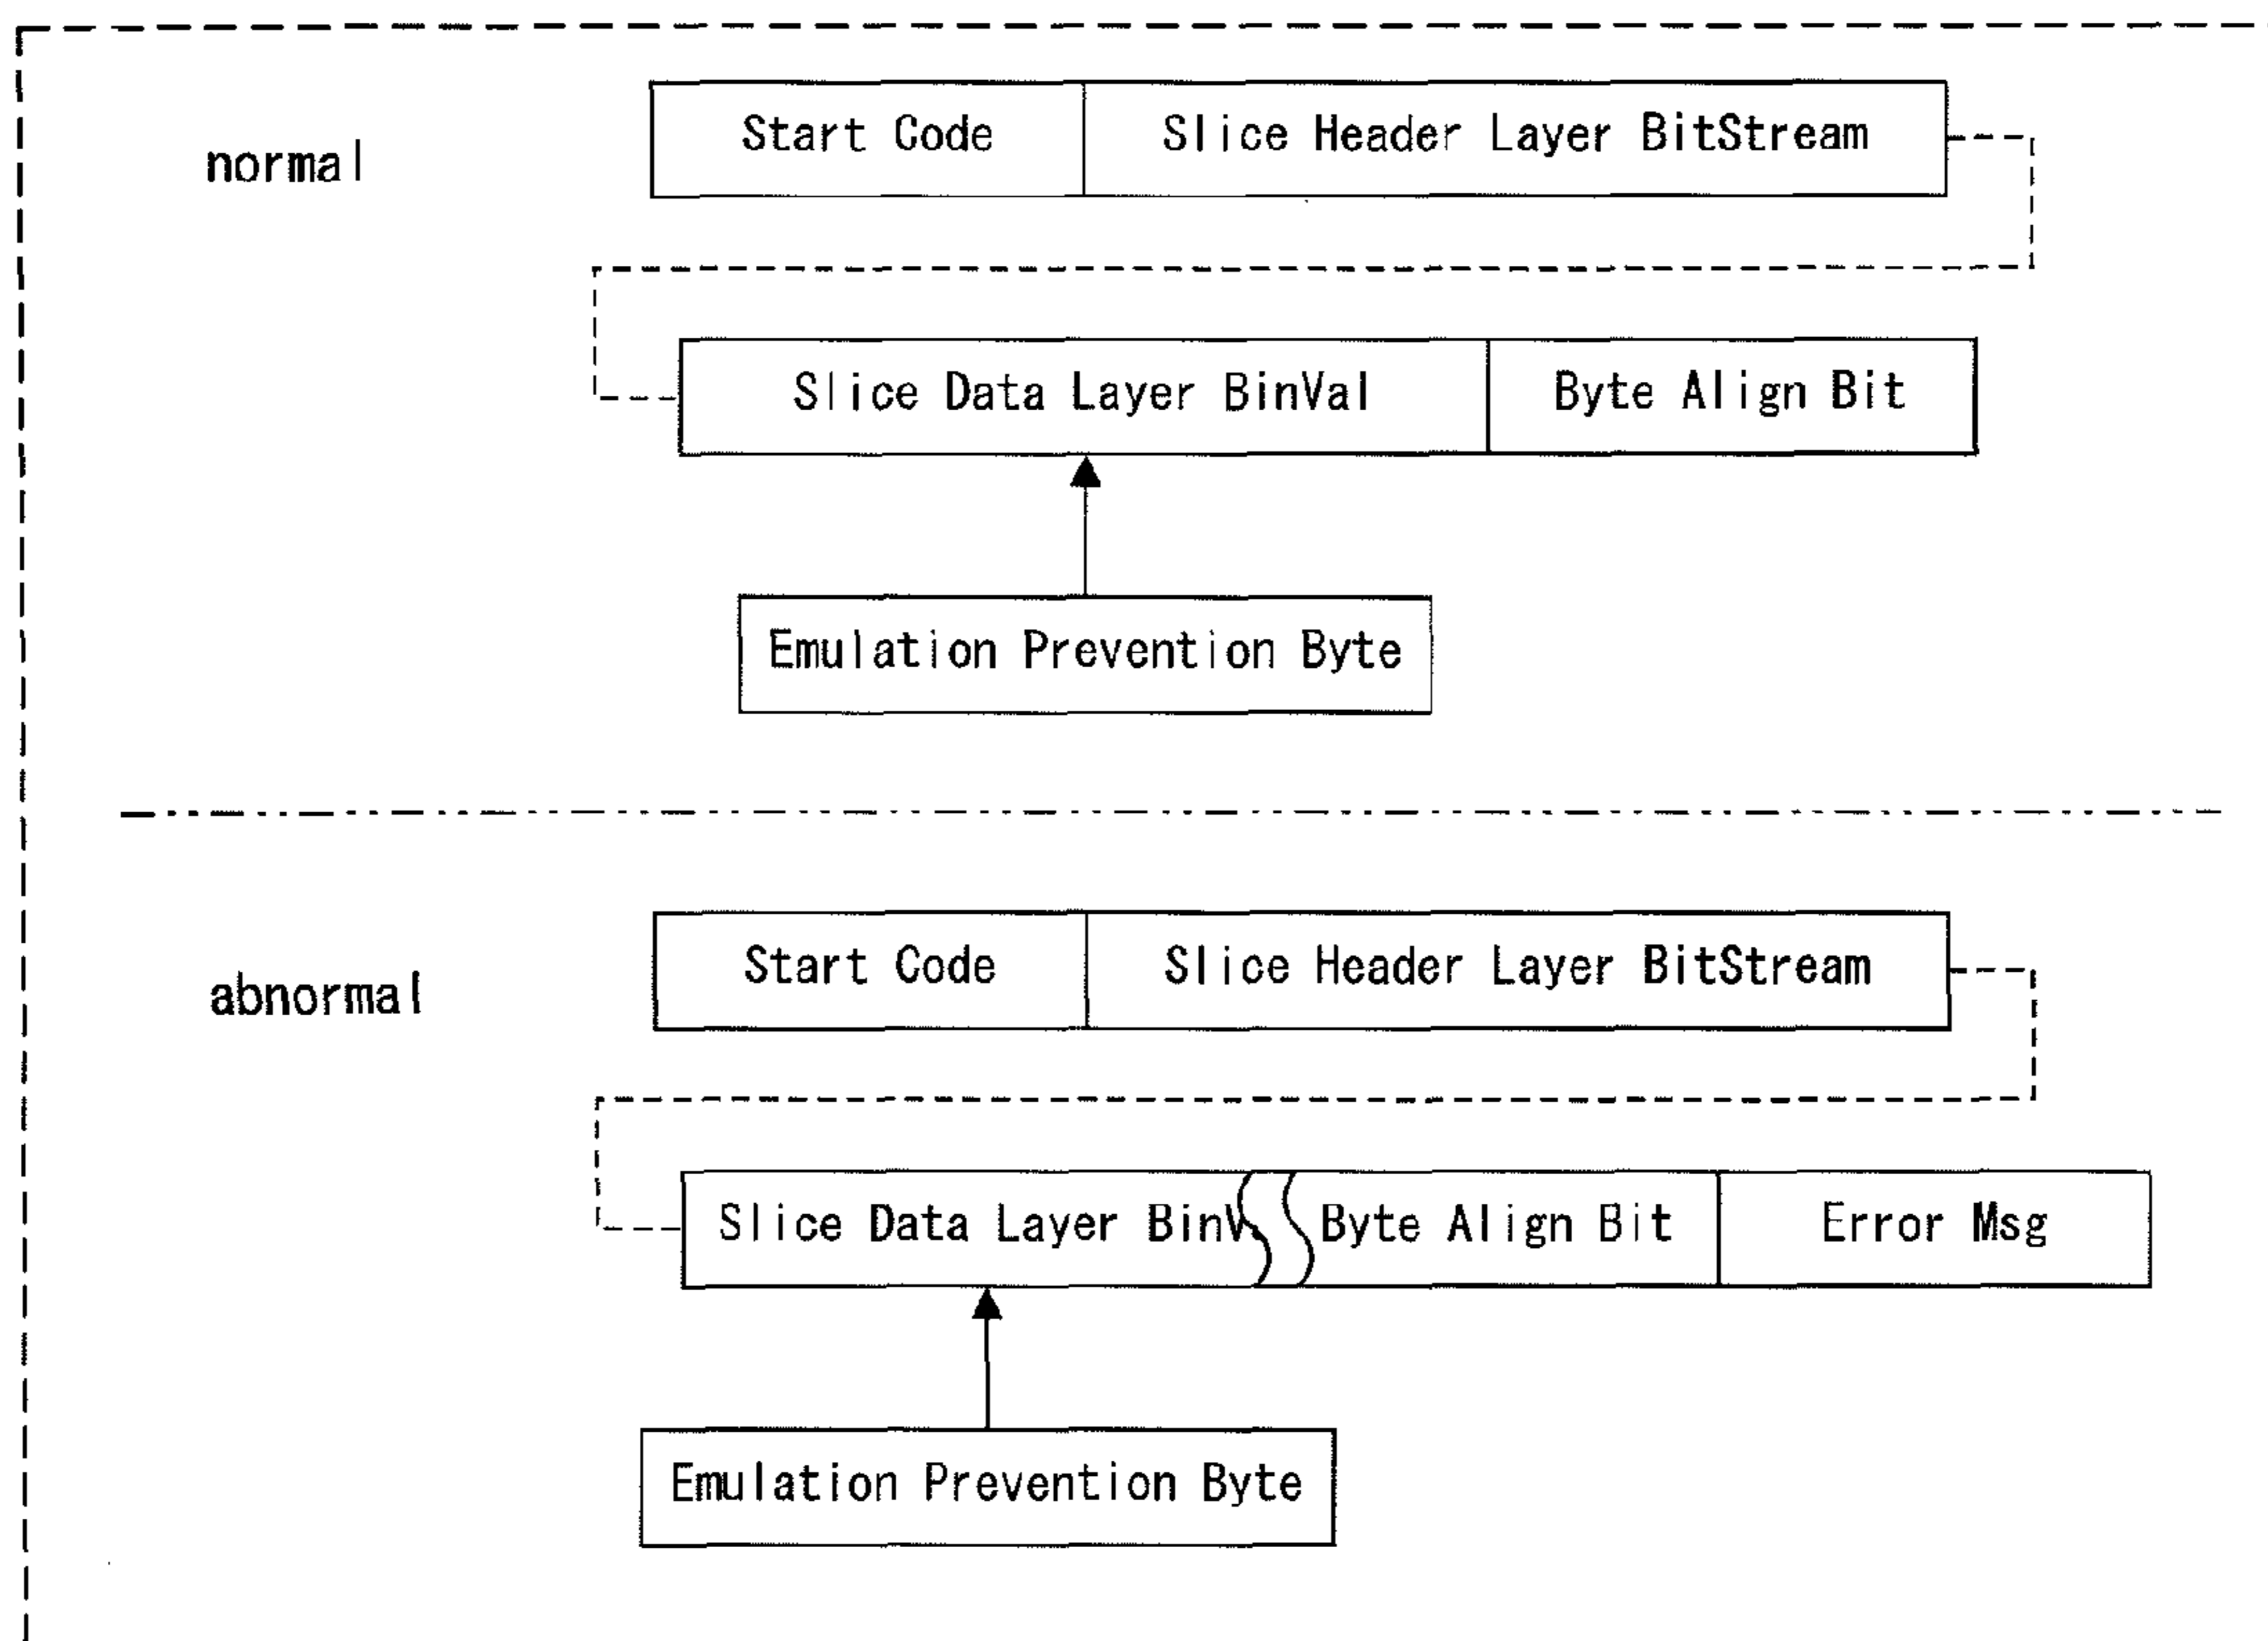 normal
Start Code Slice Header Layer BitStream
Slice Data Layer BinVal Byte Align Bit
Emulation Prevention Byte
abnormal
Start Code Slice Header Layer BitStream
Slice Data Layer BinV Byte Align Bit Error Msg
Emulation Prevention Byte